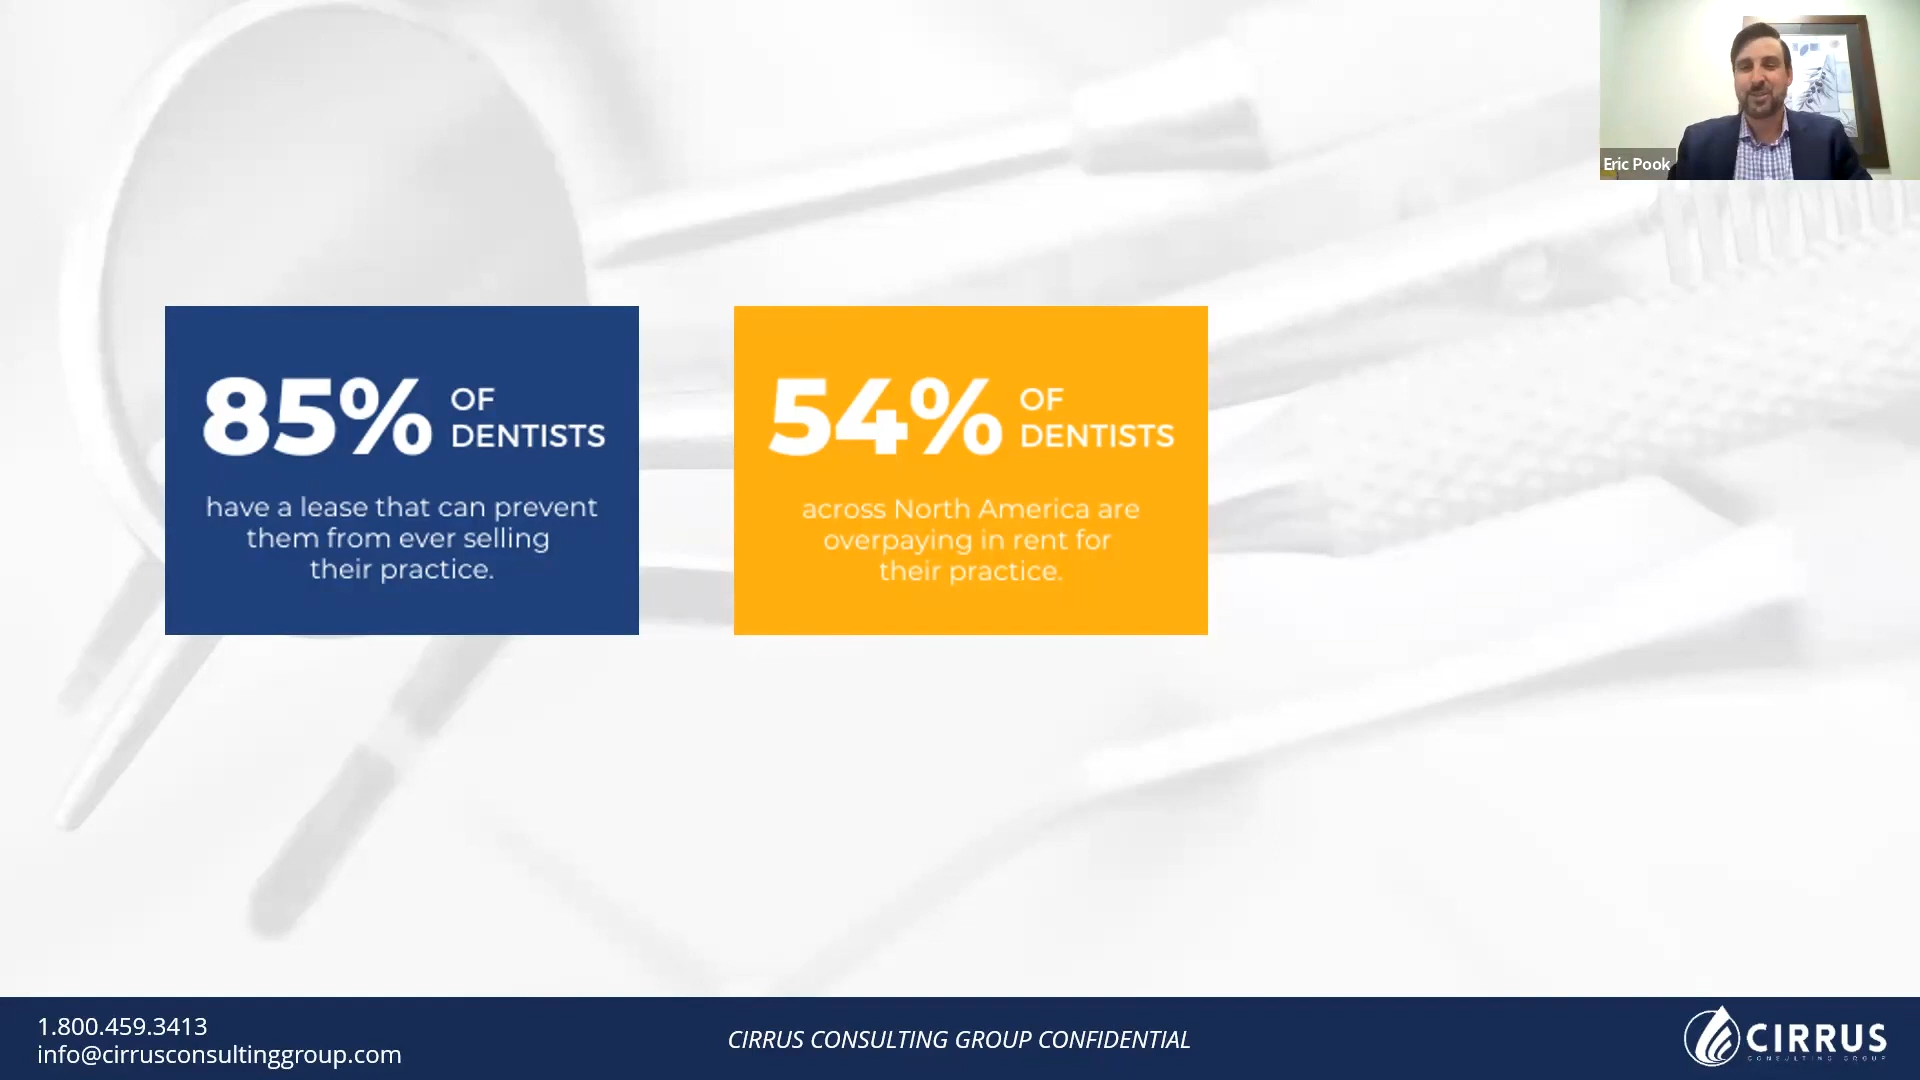 Eric Pook
85% OF
DENTISTS
have a lease that can prevent
them from ever selling
their practice.
54% OF
DENTISTS
across North America are
overpaying in rent for
their practice.
1.800.459.3413
info@cirrusconsultinggroup.com
CIRRUS CONSULTING GROUP CONFIDENTIAL
CIRRUS
CONSULTING GROUP